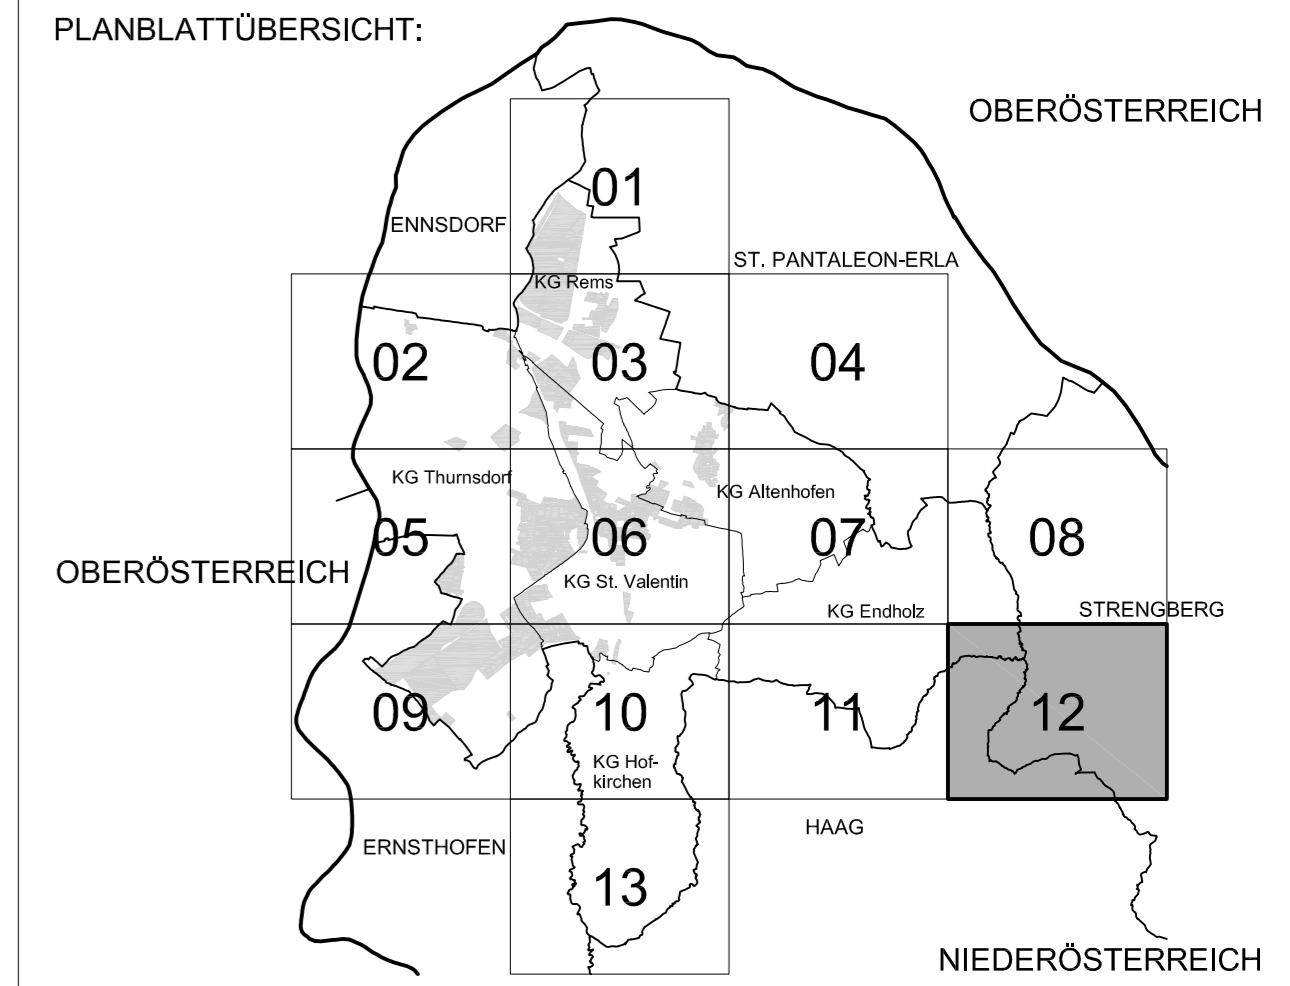 PLANBLATTÜBERSICHT:
OBERÖSTERREICH
01
ENNSDORF
ST. PANTALEON-ERLA
KG Rems
02
03
04
KG Thurnsdorf
KG Altenhofen
05
06
07
08
OBERÖSTERREICH
KG St. Valentin
KG Endholz
STRENGBERG
09
10
11
12
KG Hof-
kirchen
ERNSTHOFEN
HAAG
13
NIEDERÖSTERREICH